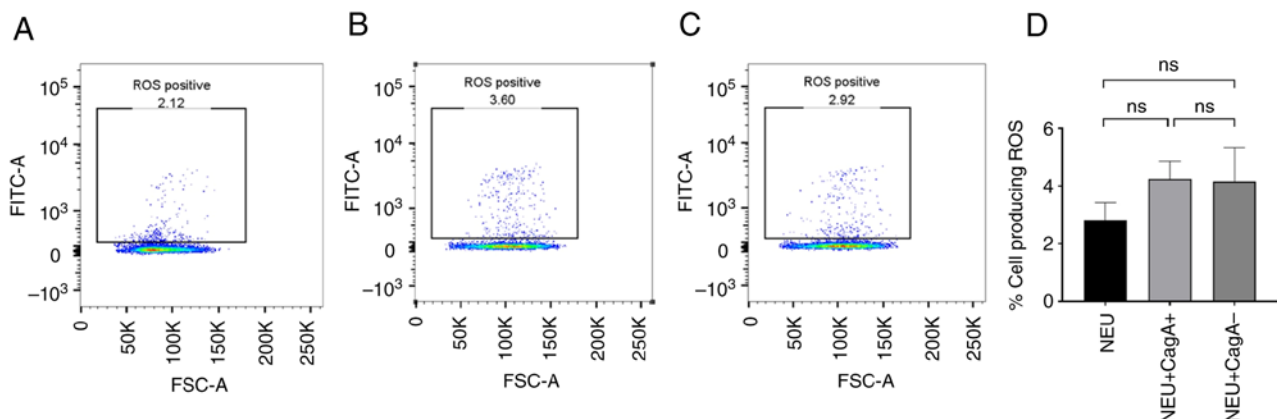 A
ROS positive
2.12
10⁵
10⁴
10³
0
−10³
FITC-A
0
50K
100K
150K
200K
250K
FSC-A
B
ROS positive
3.60
10⁵
10⁴
10³
0
−10³
FITC-A
0
50K
100K
150K
200K
250K
FSC-A
C
ROS positive
2.92
10⁵
10⁴
10³
0
−10³
FITC-A
0
50K
100K
150K
200K
250K
FSC-A
D
ns
ns
ns
6
4
2
0
% Cell producing ROS
NEU
NEU+CagA+
NEU+CagA−